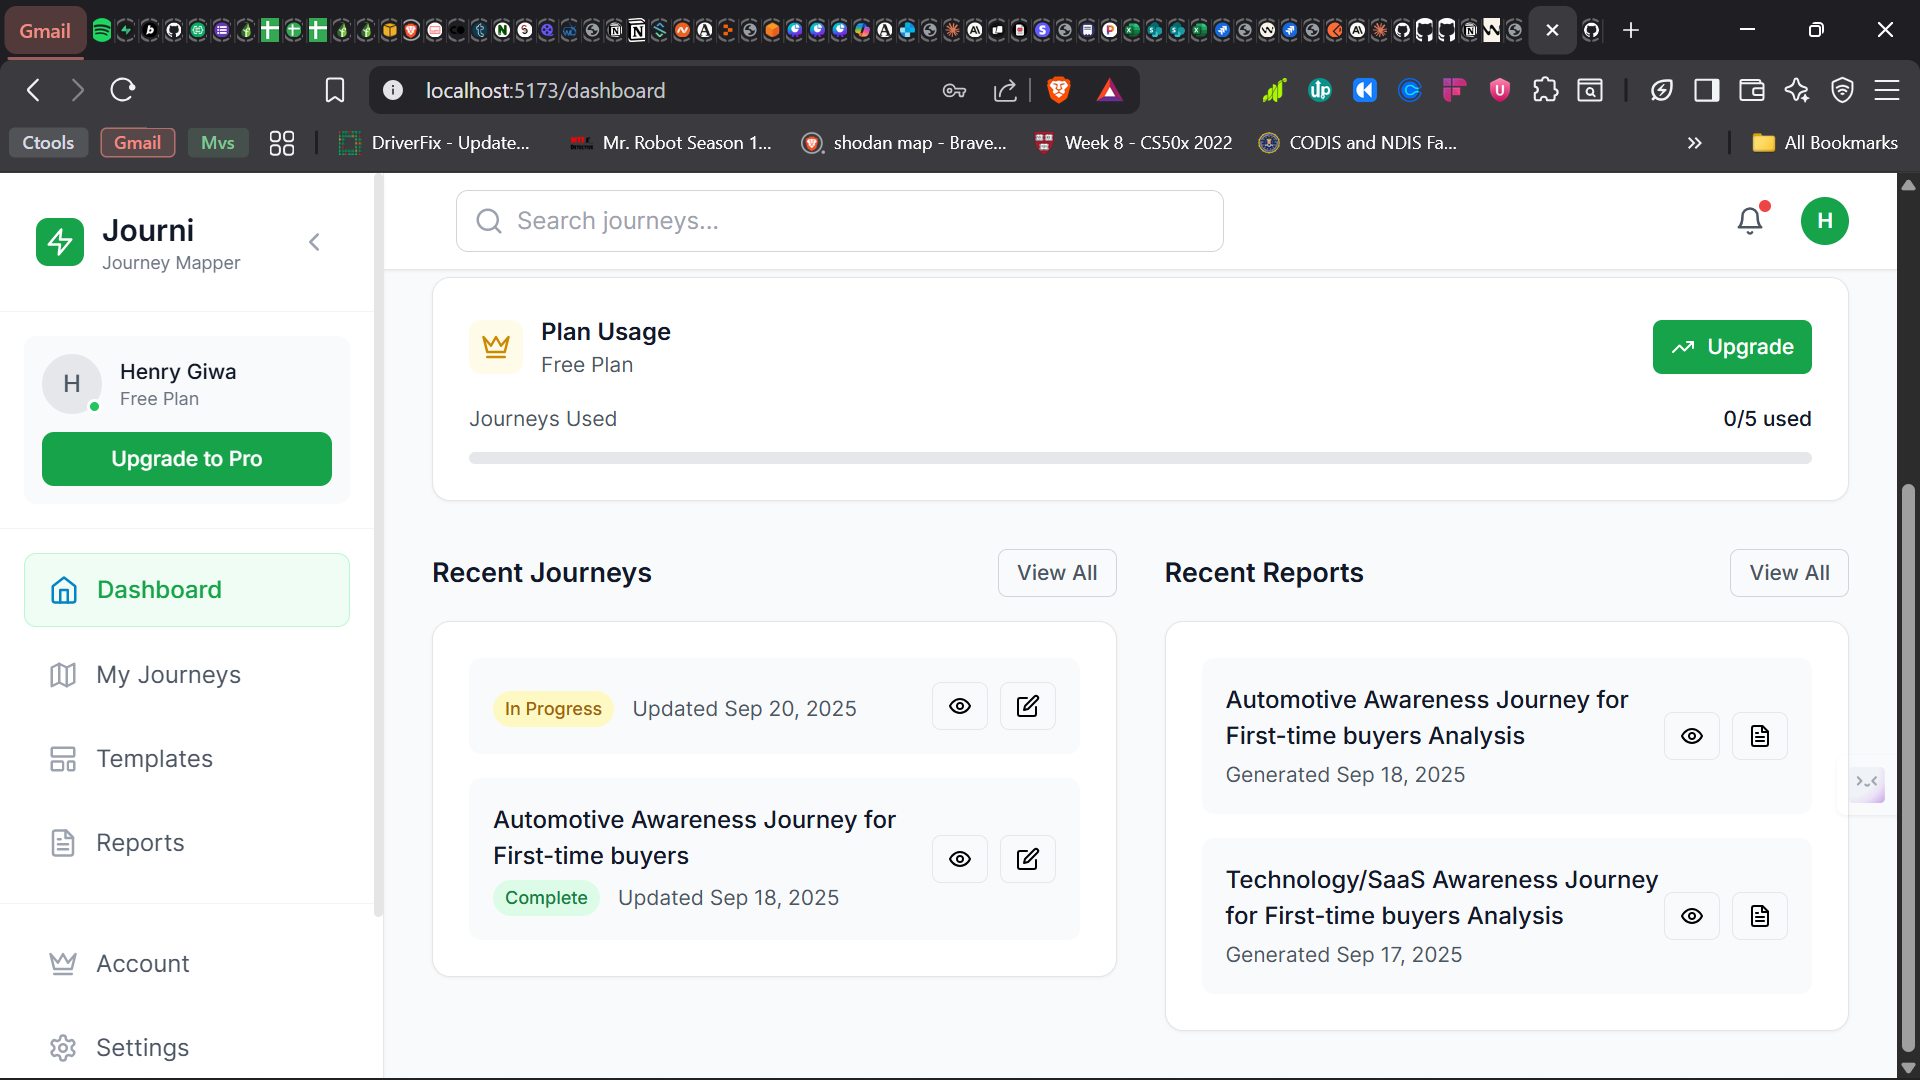 Gmail
localhost:5173/dashboard
Ctools
Gmail
Mvs
DriverFix - Update...
Mr. Robot Season 1...
shodan map - Brave...
Week 8 - CS50x 2022
CODIS and NDIS Fa...
All Bookmarks
Journi
Journey Mapper
Search journeys...
H
H
Henry Giwa
Free Plan
Upgrade to Pro
Dashboard
My Journeys
Templates
Reports
Account
Settings
Plan Usage
Free Plan
Upgrade
Journeys Used
0/5 used
Recent Journeys
View All
In Progress
Updated Sep 20, 2025
Automotive Awareness Journey for
First-time buyers
Complete
Updated Sep 18, 2025
Recent Reports
View All
Automotive Awareness Journey for
First-time buyers Analysis
Generated Sep 18, 2025
Technology/SaaS Awareness Journey
for First-time buyers Analysis
Generated Sep 17, 2025